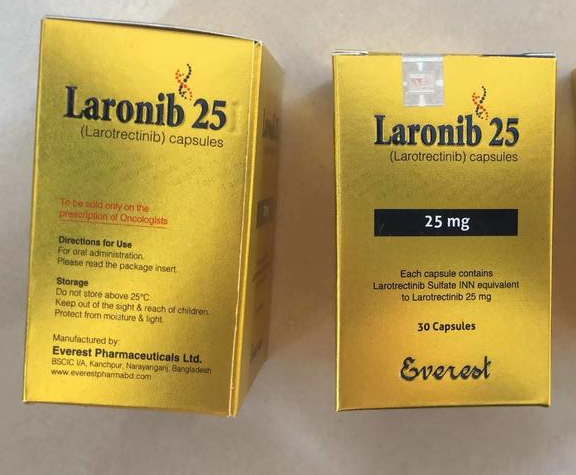 Laronib 25
(Larotrectinib) capsules
To be sold only on the
prescription of Oncologists
Directions for Use
For oral administration.
Please read the package insert.
Storage
Do not store above 25°C.
Keep out of the sight & reach of children.
Protect from moisture & light.
Manufactured by:
Everest Pharmaceuticals Ltd.
BSCIC I/A, Kanchpur, Narayanganj, Bangladesh
www.everestpharmabd.com
Laronib 25
(Larotrectinib) capsules
25 mg
Each capsule contains
Larotrectinib Sulfate INN equivalent
to Larotrectinib 25 mg
30 Capsules
Everest